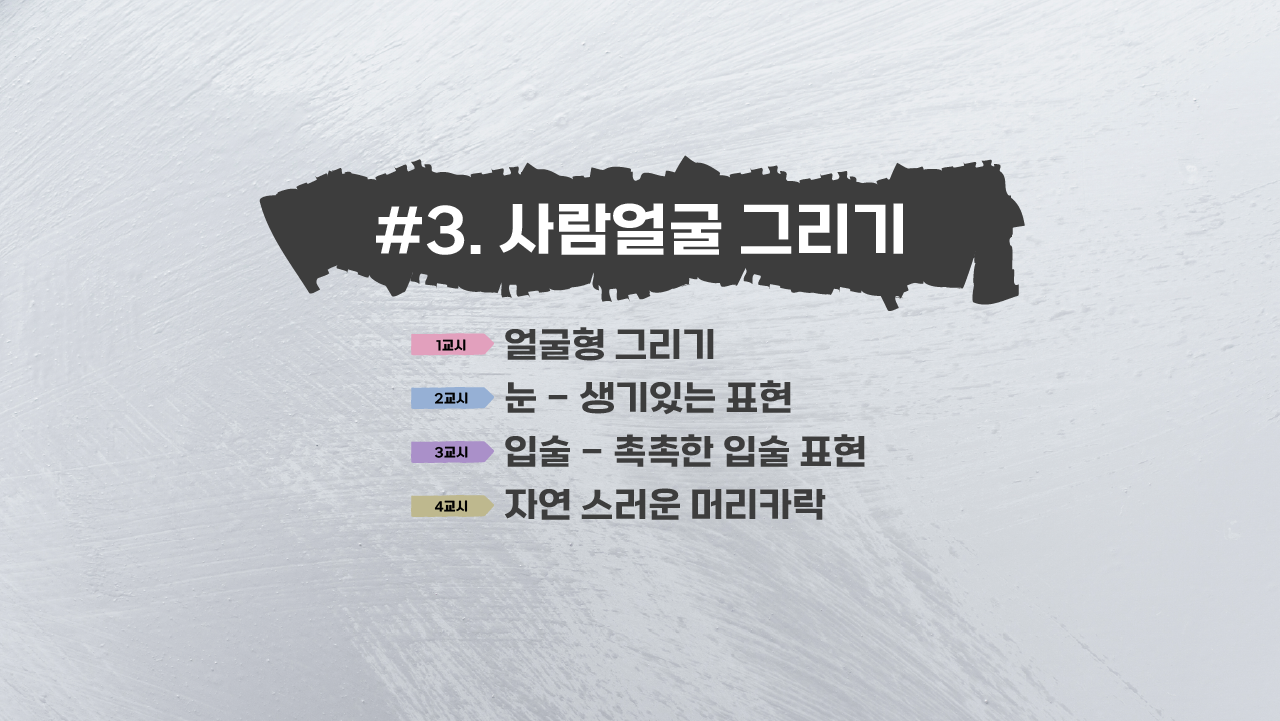 #3. 사람얼굴 그리기
1교시 얼굴형 그리기
2교시 눈 - 생기있는 표현
3교시 입술 - 촉촉한 입술 표현
4교시 자연 스러운 머리카락